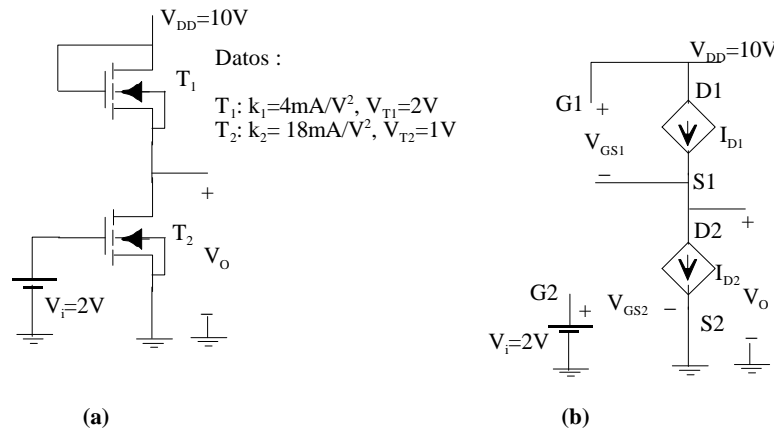 V_DD=10V
Datos :
T_1
T_1: k_1=4mA/V^2, V_T1=2V
T_2: k_2= 18mA/V^2, V_T2=1V
+
T_2
V_O
V_i=2V
−
(a)
V_DD=10V
D1
G1
+
I_D1
V_GS1
−
S1
+
D2
I_D2
G2
+
V_GS2
−
V_O
V_i=2V
S2
−
(b)